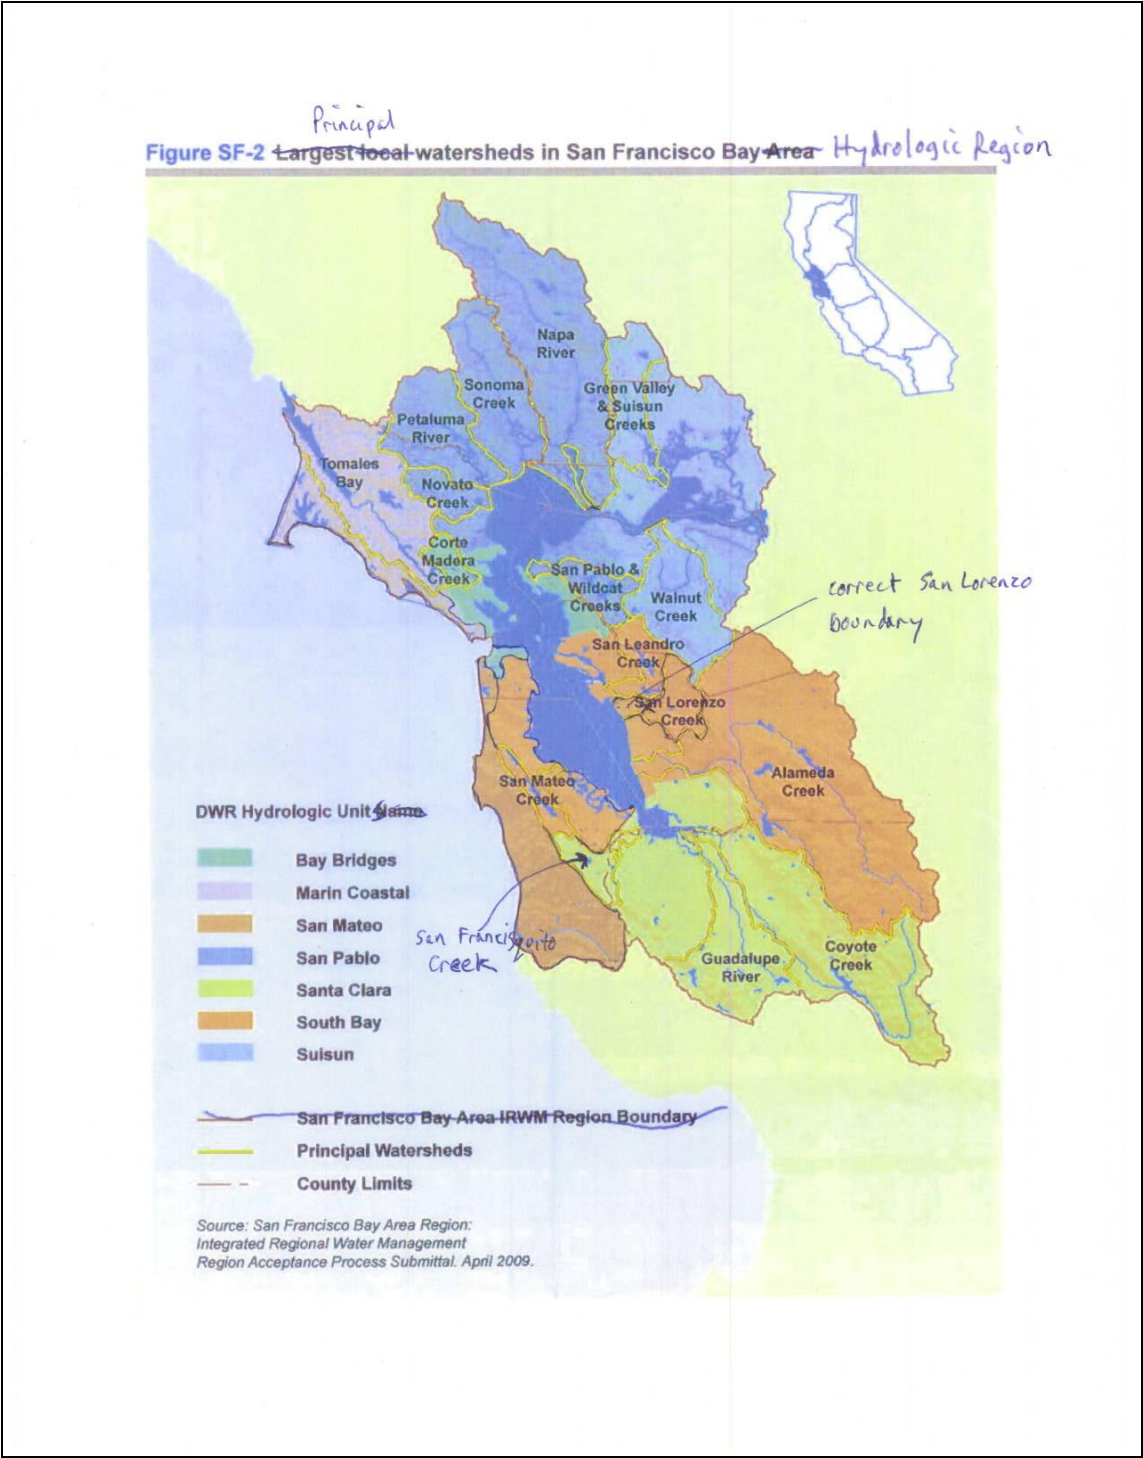 Principal
Figure SF-2 Largest local watersheds in San Francisco Bay Area Hydrologic Region
Napa
River
Sonoma
Creek
Green Valley
& Suisun
Creeks
Petaluma
River
Tomales
Bay
Novato
Creek
Corte
Madera
Creek
San Pablo &
Wildcat
Creeks
Walnut
Creek
correct San Lorenzo
boundary
San Leandro
Creek
San Lorenzo
Creek
San Mateo
Creek
Alameda
Creek
San Francisquito
Creek
Guadalupe
River
Coyote
Creek
DWR Hydrologic Units Name
Bay Bridges
Marin Coastal
San Mateo
San Pablo
Santa Clara
South Bay
Suisun
San Francisco Bay Area IRWM Region Boundary
Principal Watersheds
County Limits
Source: San Francisco Bay Area Region:
Integrated Regional Water Management
Region Acceptance Process Submittal. April 2009.